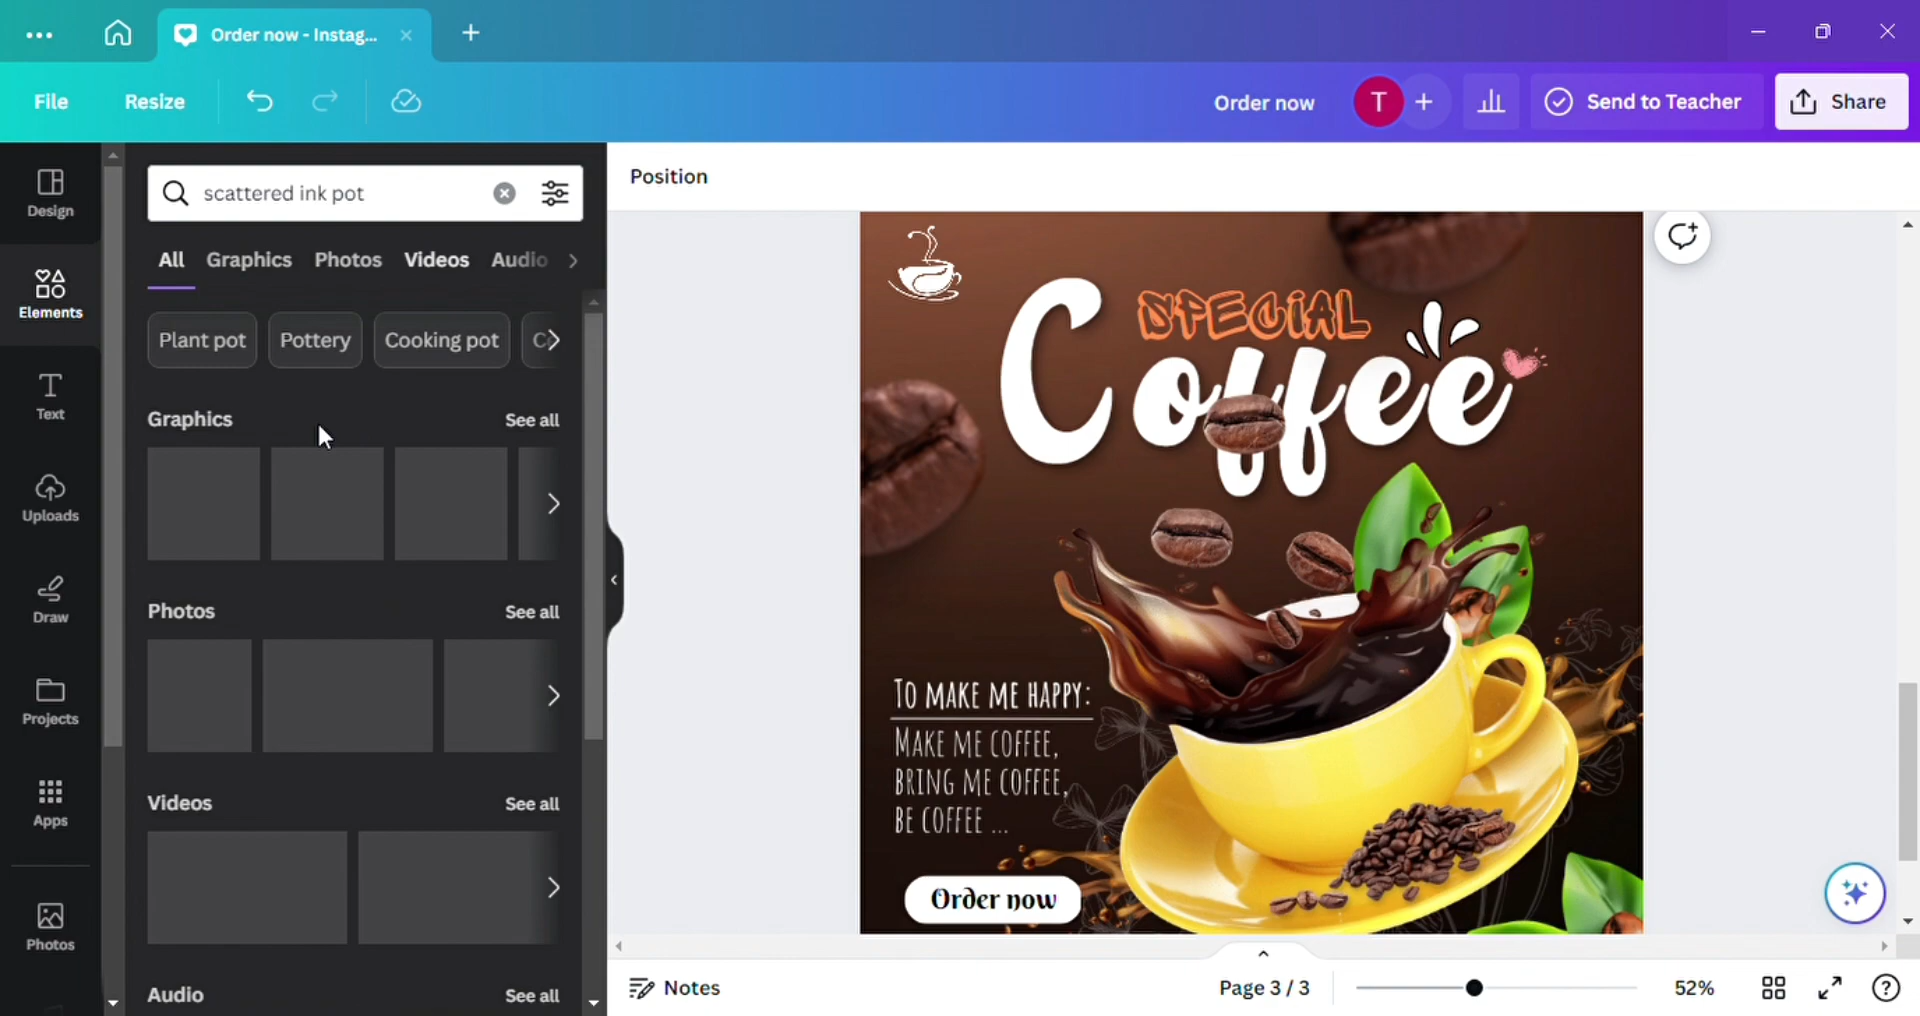 Order now - Instag...
File
Resize
Order now
T
Send to Teacher
Share
Design
Elements
Text
Uploads
Draw
Projects
Apps
Photos
scattered ink pot
All Graphics Photos Videos Audio
Plant pot Pottery Cooking pot
Graphics See all
Photos See all
Videos See all
Audio See all
Position
SPECiAL
Coffee
To make me happy:
Make me coffee,
bring me coffee,
be coffee ...
Order now
Notes
Page 3 / 3
52%